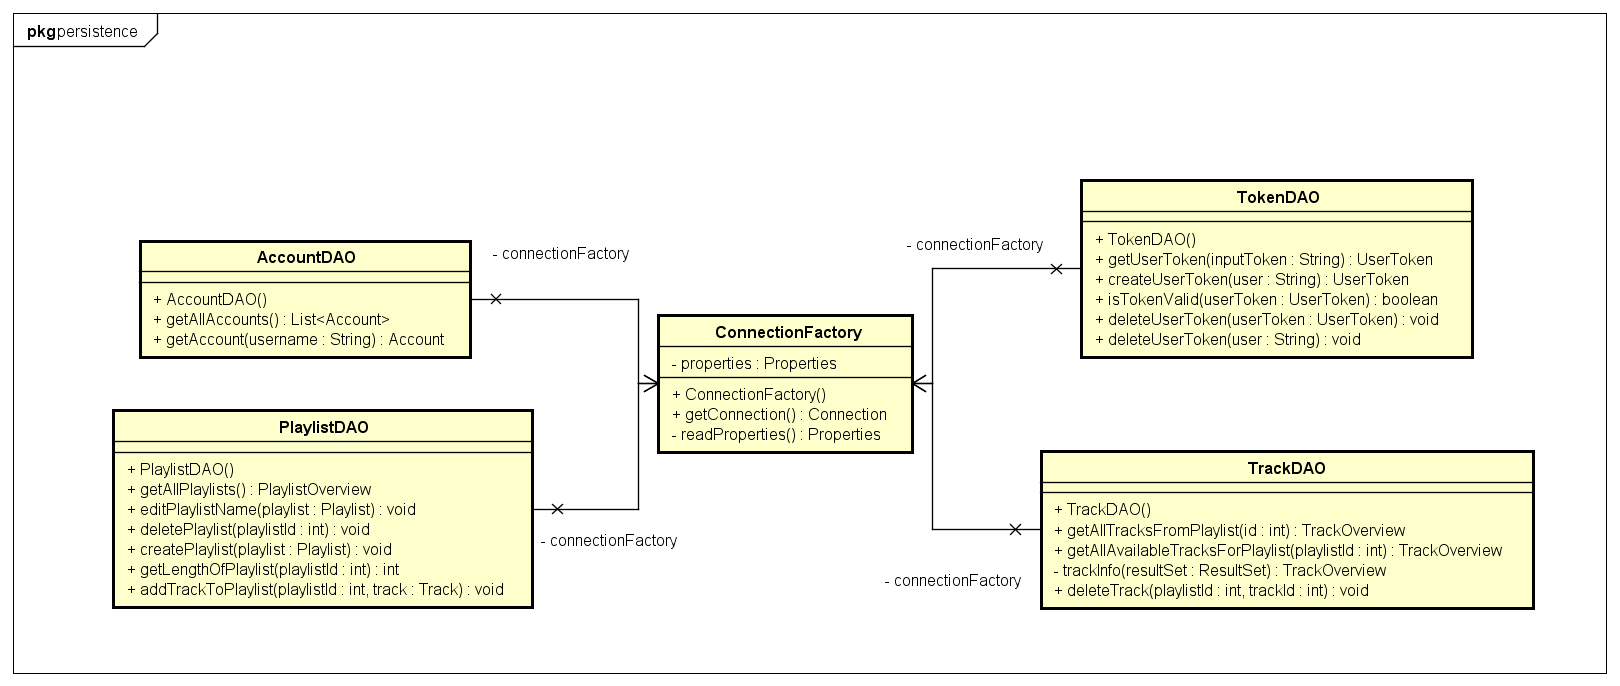 pkg persistence
AccountDAO
+ AccountDAO()
+ getAllAccounts() : List<Account>
+ getAccount(username : String) : Account
- connectionFactory
PlaylistDAO
+ PlaylistDAO()
+ getAllPlaylists() : PlaylistOverview
+ editPlaylistName(playlist : Playlist) : void
+ deletePlaylist(playlistId : int) : void
+ createPlaylist(playlist : Playlist) : void
+ getLengthOfPlaylist(playlistId : int) : int
+ addTrackToPlaylist(playlistId : int, track : Track) : void
- connectionFactory
ConnectionFactory
- properties : Properties
+ ConnectionFactory()
+ getConnection() : Connection
- readProperties() : Properties
- connectionFactory
TokenDAO
+ TokenDAO()
+ getUserToken(inputToken : String) : UserToken
+ createUserToken(user : String) : UserToken
+ isTokenValid(userToken : UserToken) : boolean
+ deleteUserToken(userToken : UserToken) : void
+ deleteUserToken(user : String) : void
- connectionFactory
TrackDAO
+ TrackDAO()
+ getAllTracksFromPlaylist(id : int) : TrackOverview
+ getAllAvailableTracksForPlaylist(playlistId : int) : TrackOverview
- trackInfo(resultSet : ResultSet) : TrackOverview
+ deleteTrack(playlistId : int, trackId : int) : void